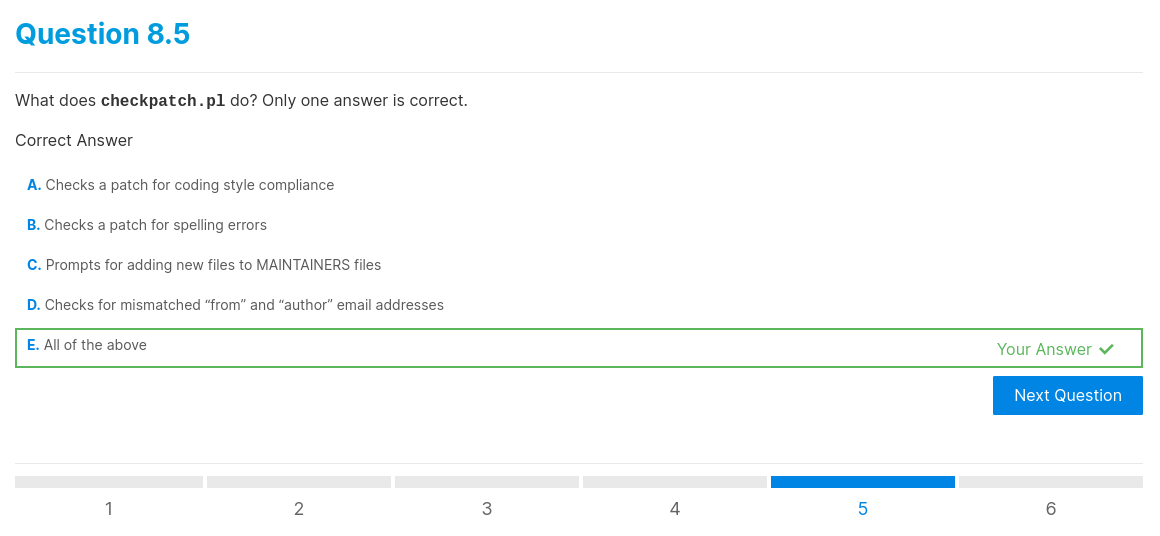 Question 8.5
What does checkpatch.pl do? Only one answer is correct.
Correct Answer
A. Checks a patch for coding style compliance
B. Checks a patch for spelling errors
C. Prompts for adding new files to MAINTAINERS files
D. Checks for mismatched “from” and “author” email addresses
E. All of the above
Your Answer ✔
Next Question
1 2 3 4 5 6